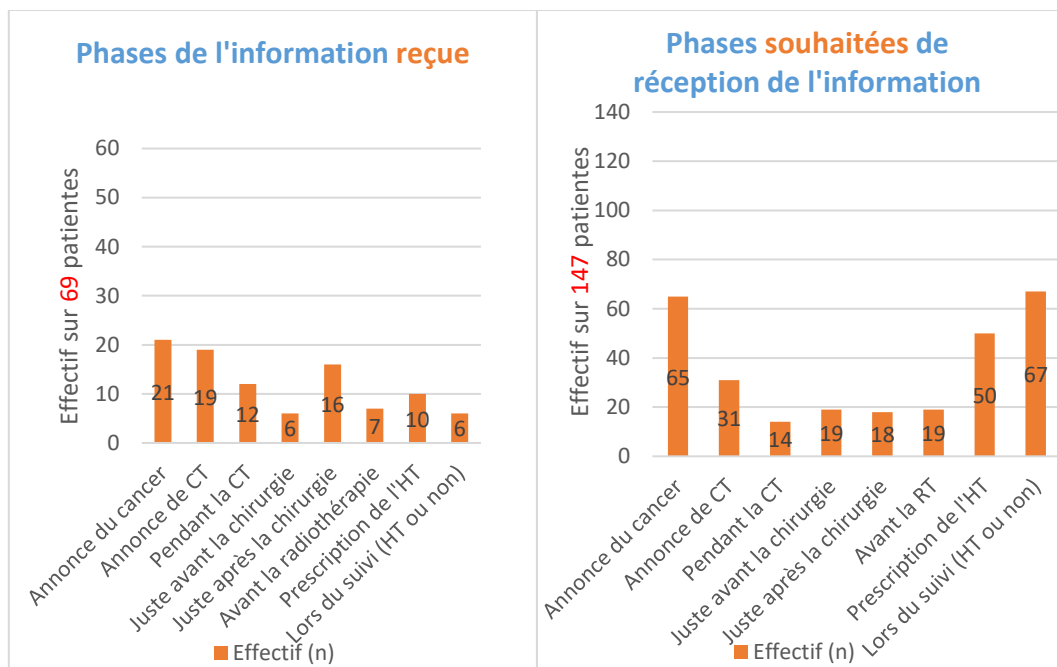 Phases de l'information reçue
Effectif sur 69 patientes
60
50
40
30
20
10
0
21
19
12
6
16
7
10
6
Annonce du cancer
Annonce de CT
Pendant la CT
Juste avant la chirurgie
Juste après la chirurgie
Avant la radiothérapie
Prescription de l'HT
Lors du suivi (HT ou non)
Effectif (n)
Phases souhaitées de
réception de l'information
Effectif sur 147 patientes
140
120
100
80
60
40
20
0
65
31
14
19
18
19
50
67
Annonce du cancer
Annonce de CT
Pendant la CT
Juste avant la chirurgie
Juste après la chirurgie
Avant la RT
Prescription de l'HT
Lors du suivi (HT ou non)
Effectif (n)